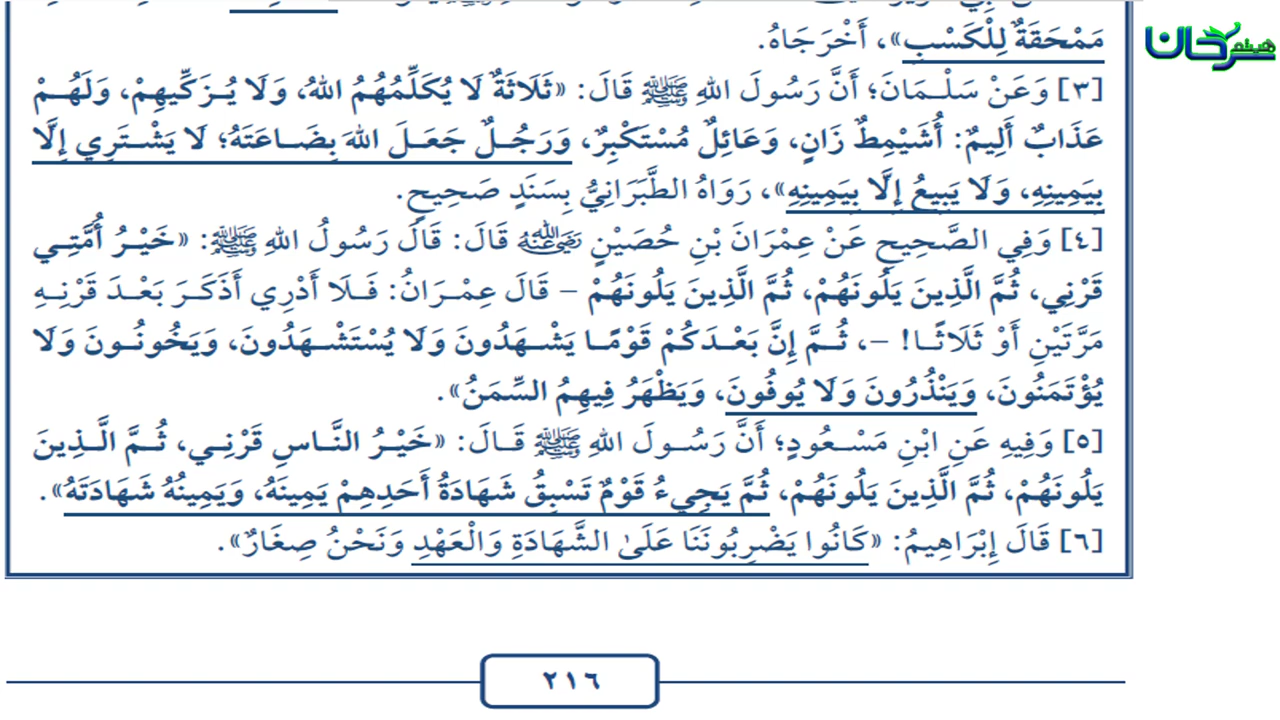 هيثم سرحان
مَمْحَقَةٌ لِلْكَسْبِ»، أَخْرَجَاهُ.
[٣] وَعَنْ سَلْمَانَ؛ أَنَّ رَسُولَ اللهِ ﷺ قَالَ: «ثَلَاثَةٌ لَا يُكَلِّمُهُمُ اللهُ، وَلَا يُزَكِّيهِمْ، وَلَهُمْ
عَذَابٌ أَلِيمٌ: أُشَيْمِطٌ زَانٍ، وَعَائِلٌ مُسْتَكْبِرٌ، وَرَجُلٌ جَعَلَ اللهَ بِضَاعَتَهُ؛ لَا يَشْتَرِي إِلَّا
بِيَمِينِهِ، وَلَا يَبِيعُ إِلَّا بِيَمِينِهِ»، رَوَاهُ الطَّبَرَانِيُّ بِسَنَدٍ صَحِيحٍ.
[٤] وَفِي الصَّحِيحِ عَنْ عِمْرَانَ بْنِ حُصَيْنٍ رَضِيَ اللهُ عَنْهُ قَالَ: قَالَ رَسُولُ اللهِ ﷺ: «خَيْرُ أُمَّتِي
قَرْنِي، ثُمَّ الَّذِينَ يَلُونَهُمْ، ثُمَّ الَّذِينَ يَلُونَهُمْ – قَالَ عِمْرَانُ: فَلَا أَدْرِي أَذَكَرَ بَعْدَ قَرْنِهِ
مَرَّتَيْنِ أَوْ ثَلَاثًا! –، ثُمَّ إِنَّ بَعْدَكُمْ قَوْمًا يَشْهَدُونَ وَلَا يُسْتَشْهَدُونَ، وَيَخُونُونَ وَلَا
يُؤْتَمَنُونَ، وَيَنْذُرُونَ وَلَا يُوفُونَ، وَيَظْهَرُ فِيهِمُ السِّمَنُ».
[٥] وَفِيهِ عَنِ ابْنِ مَسْعُودٍ؛ أَنَّ رَسُولَ اللهِ ﷺ قَالَ: «خَيْرُ النَّاسِ قَرْنِي، ثُمَّ الَّذِينَ
يَلُونَهُمْ، ثُمَّ الَّذِينَ يَلُونَهُمْ، ثُمَّ يَجِيءُ قَوْمٌ تَسْبِقُ شَهَادَةُ أَحَدِهِمْ يَمِينَهُ، وَيَمِينُهُ شَهَادَتَهُ».
[٦] قَالَ إِبْرَاهِيمُ: «كَانُوا يَضْرِبُونَنَا عَلَىٰ الشَّهَادَةِ وَالْعَهْدِ وَنَحْنُ صِغَارٌ».
٢١٦